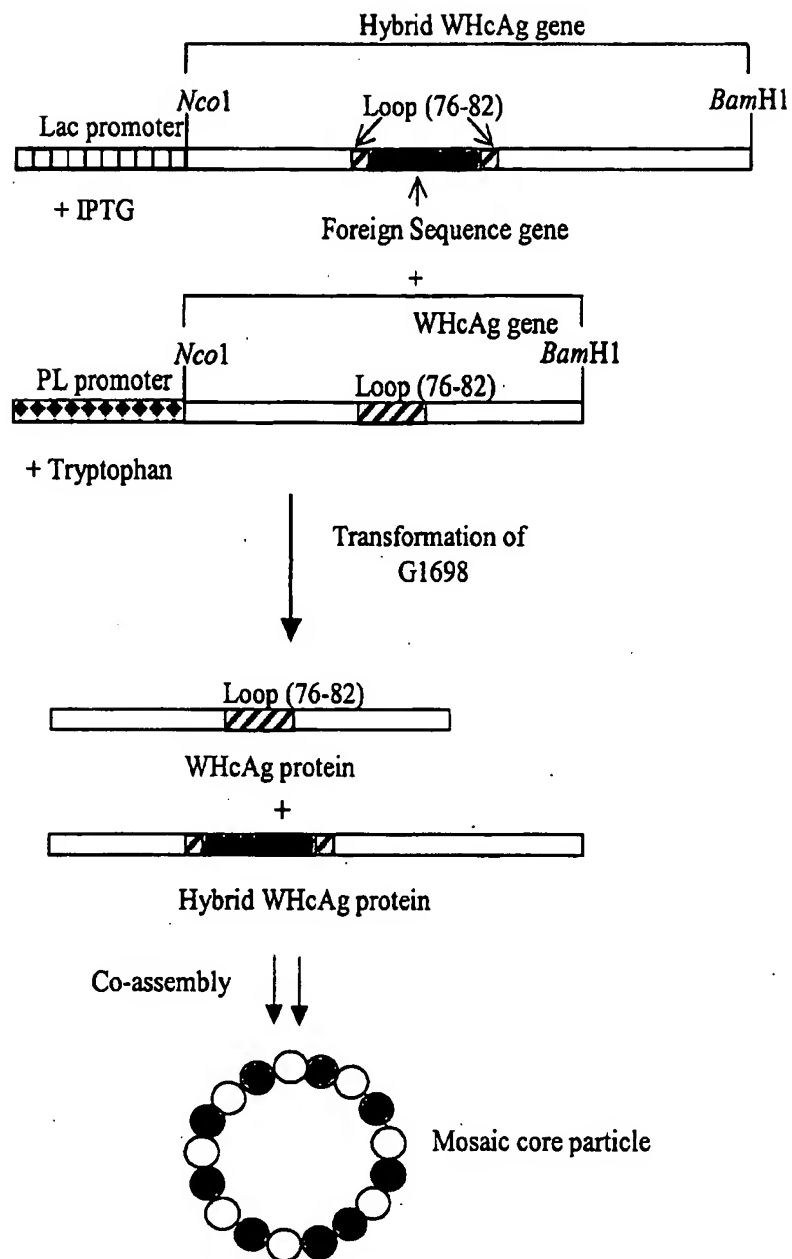 Hybrid WHcAg gene
Nco1
Loop (76-82)
BamH1
Lac promoter
+ IPTG
Foreign Sequence gene
+
WHcAg gene
Nco1
BamH1
PL promoter
Loop (76-82)
+ Tryptophan
Transformation of
G1698
Loop (76-82)
WHcAg protein
+
Hybrid WHcAg protein
Co-assembly
Mosaic core particle